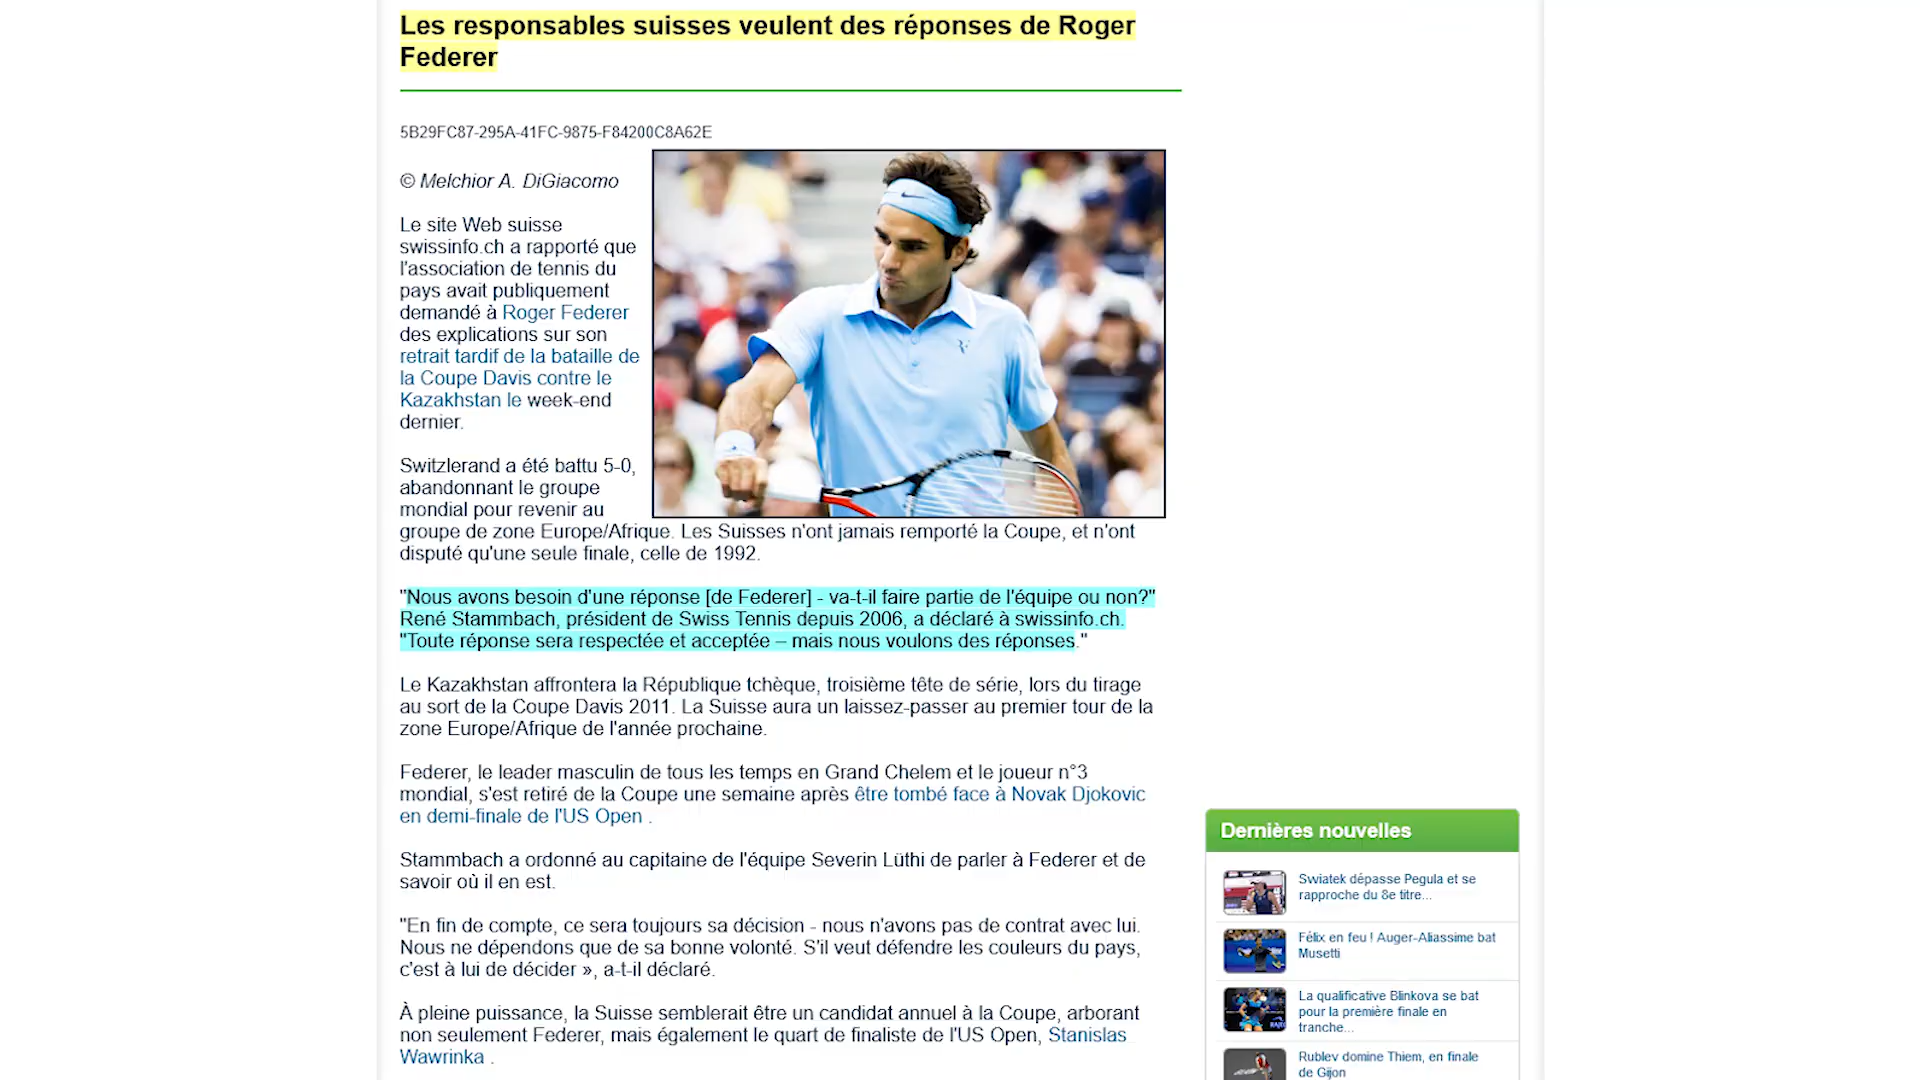 Les responsables suisses veulent des réponses de Roger
Federer
5B29FC87-295A-41FC-9875-F84200C8A62E
© Melchior A. DiGiacomo
Le site Web suisse
swissinfo.ch a rapporté que
l'association de tennis du
pays avait publiquement
demandé à Roger Federer
des explications sur son
retrait tardif de la bataille de
la Coupe Davis contre le
Kazakhstan le week-end
dernier.
Switzlerand a été battu 5-0,
abandonnant le groupe
mondial pour revenir au
groupe de zone Europe/Afrique. Les Suisses n'ont jamais remporté la Coupe, et n'ont
disputé qu'une seule finale, celle de 1992.
"Nous avons besoin d'une réponse [de Federer] - va-t-il faire partie de l'équipe ou non?"
René Stammbach, président de Swiss Tennis depuis 2006, a déclaré à swissinfo.ch.
"Toute réponse sera respectée et acceptée – mais nous voulons des réponses."
Le Kazakhstan affrontera la République tchèque, troisième tête de série, lors du tirage
au sort de la Coupe Davis 2011. La Suisse aura un laissez-passer au premier tour de la
zone Europe/Afrique de l'année prochaine.
Federer, le leader masculin de tous les temps en Grand Chelem et le joueur n°3
mondial, s'est retiré de la Coupe une semaine après être tombé face à Novak Djokovic
en demi-finale de l'US Open .
Stammbach a ordonné au capitaine de l'équipe Severin Lüthi de parler à Federer et de
savoir où il en est.
"En fin de compte, ce sera toujours sa décision - nous n'avons pas de contrat avec lui.
Nous ne dépendons que de sa bonne volonté. S'il veut défendre les couleurs du pays,
c'est à lui de décider », a-t-il déclaré.
À pleine puissance, la Suisse semblerait être un candidat annuel à la Coupe, arborant
non seulement Federer, mais également le quart de finaliste de l'US Open, Stanislas
Wawrinka .
Dernières nouvelles
Swiatek dépasse Pegula et se
rapproche du 8e titre...
Félix en feu ! Auger-Aliassime bat
Musetti
La qualificative Blinkova se bat
pour la première finale en
tranche...
Rublev domine Thiem, en finale
de Gijon